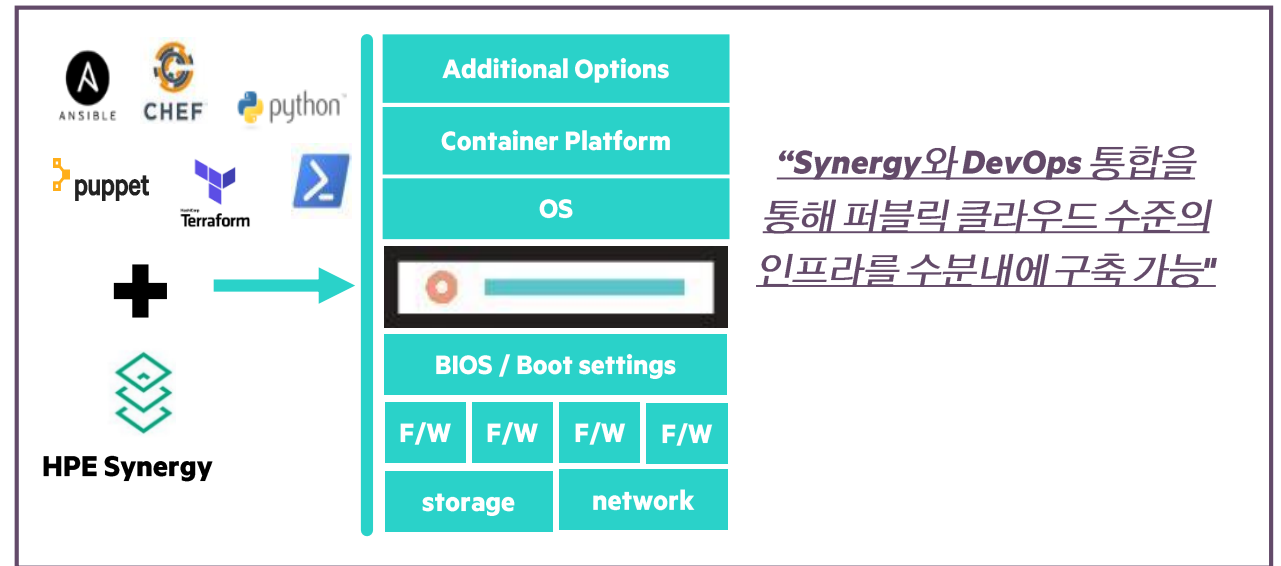 ANSIBLE
CHEF
python
puppet
HashiCorp
Terraform
HPE Synergy
Additional Options
Container Platform
OS
BIOS / Boot settings
F/W F/W F/W F/W
storage network
“Synergy와 DevOps 통합을
통해 퍼블릭 클라우드 수준의
인프라를 수분내에 구축 가능"